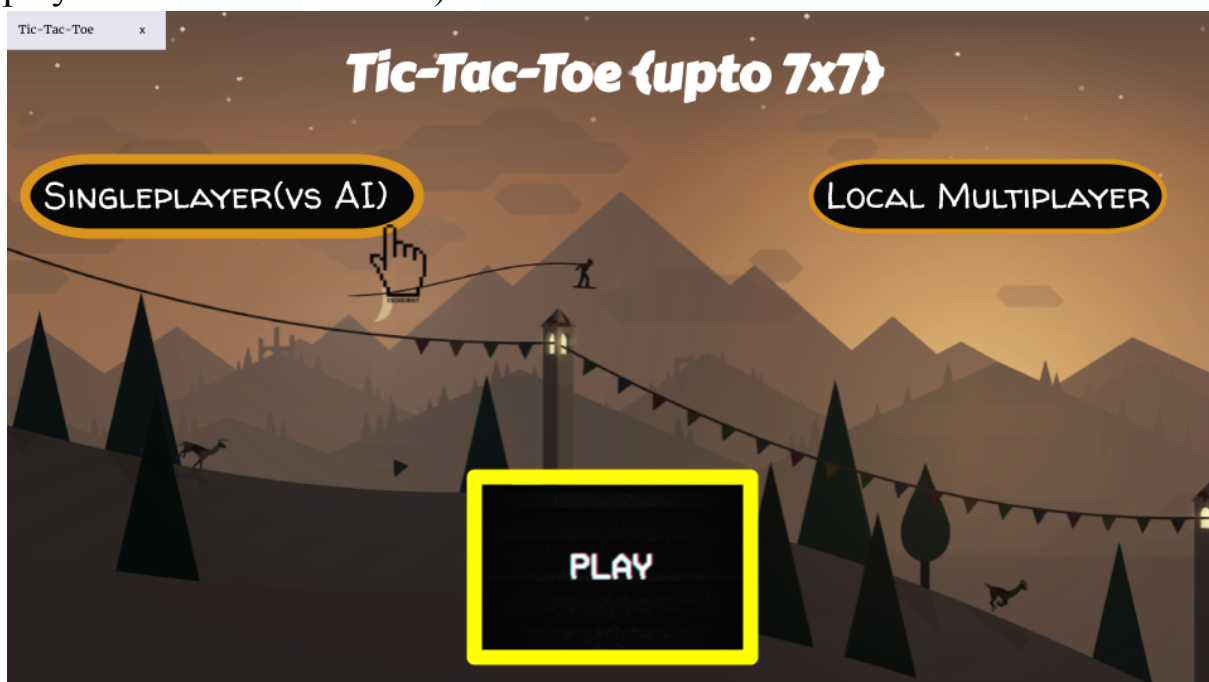 Tic-Tac-Toe x
Tic-Tac-Toe {upto 7x7}
Singleplayer(vs AI)
Local Multiplayer
PLAY